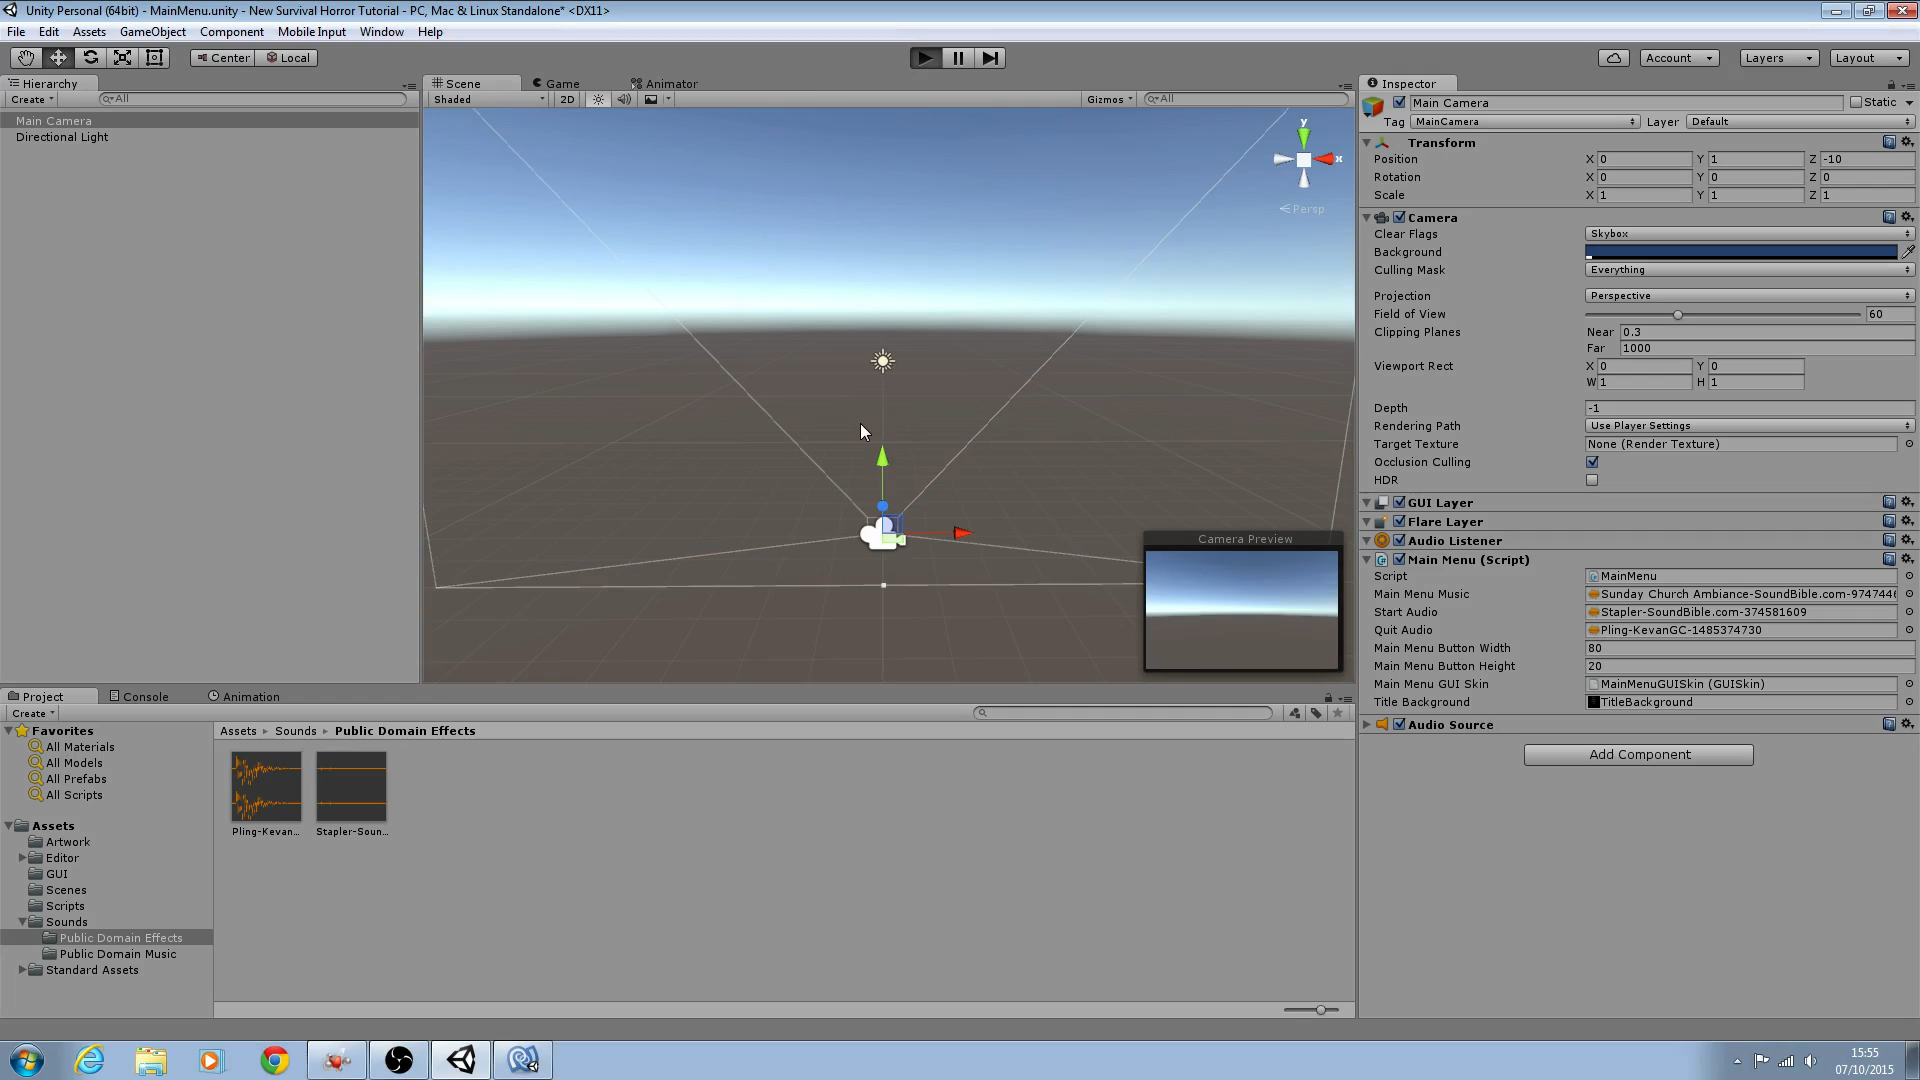 Unity Personal (64bit) - MainMenu.unity - New Survival Horror Tutorial - PC, Mac & Linux Standalone* <DX11>
File Edit Assets GameObject Component Mobile Input Window Help
Center Local
Account Layers Layout
Hierarchy
Create All
Main Camera
Directional Light
Scene Game Animator
Shaded 2D Gizmos All
y
x
Persp
Camera Preview
Inspector
Main Camera Static
Tag MainCamera Layer Default
Transform
Position X 0 Y 1 Z -10
Rotation X 0 Y 0 Z 0
Scale X 1 Y 1 Z 1
Camera
Clear Flags Skybox
Background
Culling Mask Everything
Projection Perspective
Field of View 60
Clipping Planes Near 0.3
Far 1000
Viewport Rect X 0 Y 0
W 1 H 1
Depth -1
Rendering Path Use Player Settings
Target Texture None (Render Texture)
Occlusion Culling
HDR
GUI Layer
Flare Layer
Audio Listener
Main Menu (Script)
Script MainMenu
Main Menu Music Sunday Church Ambiance-SoundBible.com-974744
Start Audio Stapler-SoundBible.com-374581609
Quit Audio Pling-KevanGC-1485374730
Main Menu Button Width 80
Main Menu Button Height 20
Main Menu GUI Skin MainMenuGUISkin (GUISkin)
Title Background TitleBackground
Audio Source
Add Component
Project Console Animation
Create
Favorites
All Materials
All Models
All Prefabs
All Scripts
Assets
Artwork
Editor
GUI
Scenes
Scripts
Sounds
Public Domain Effects
Public Domain Music
Standard Assets
Assets Sounds Public Domain Effects
Pling-Kevan... Stapler-Soun...
15:55
07/10/2015